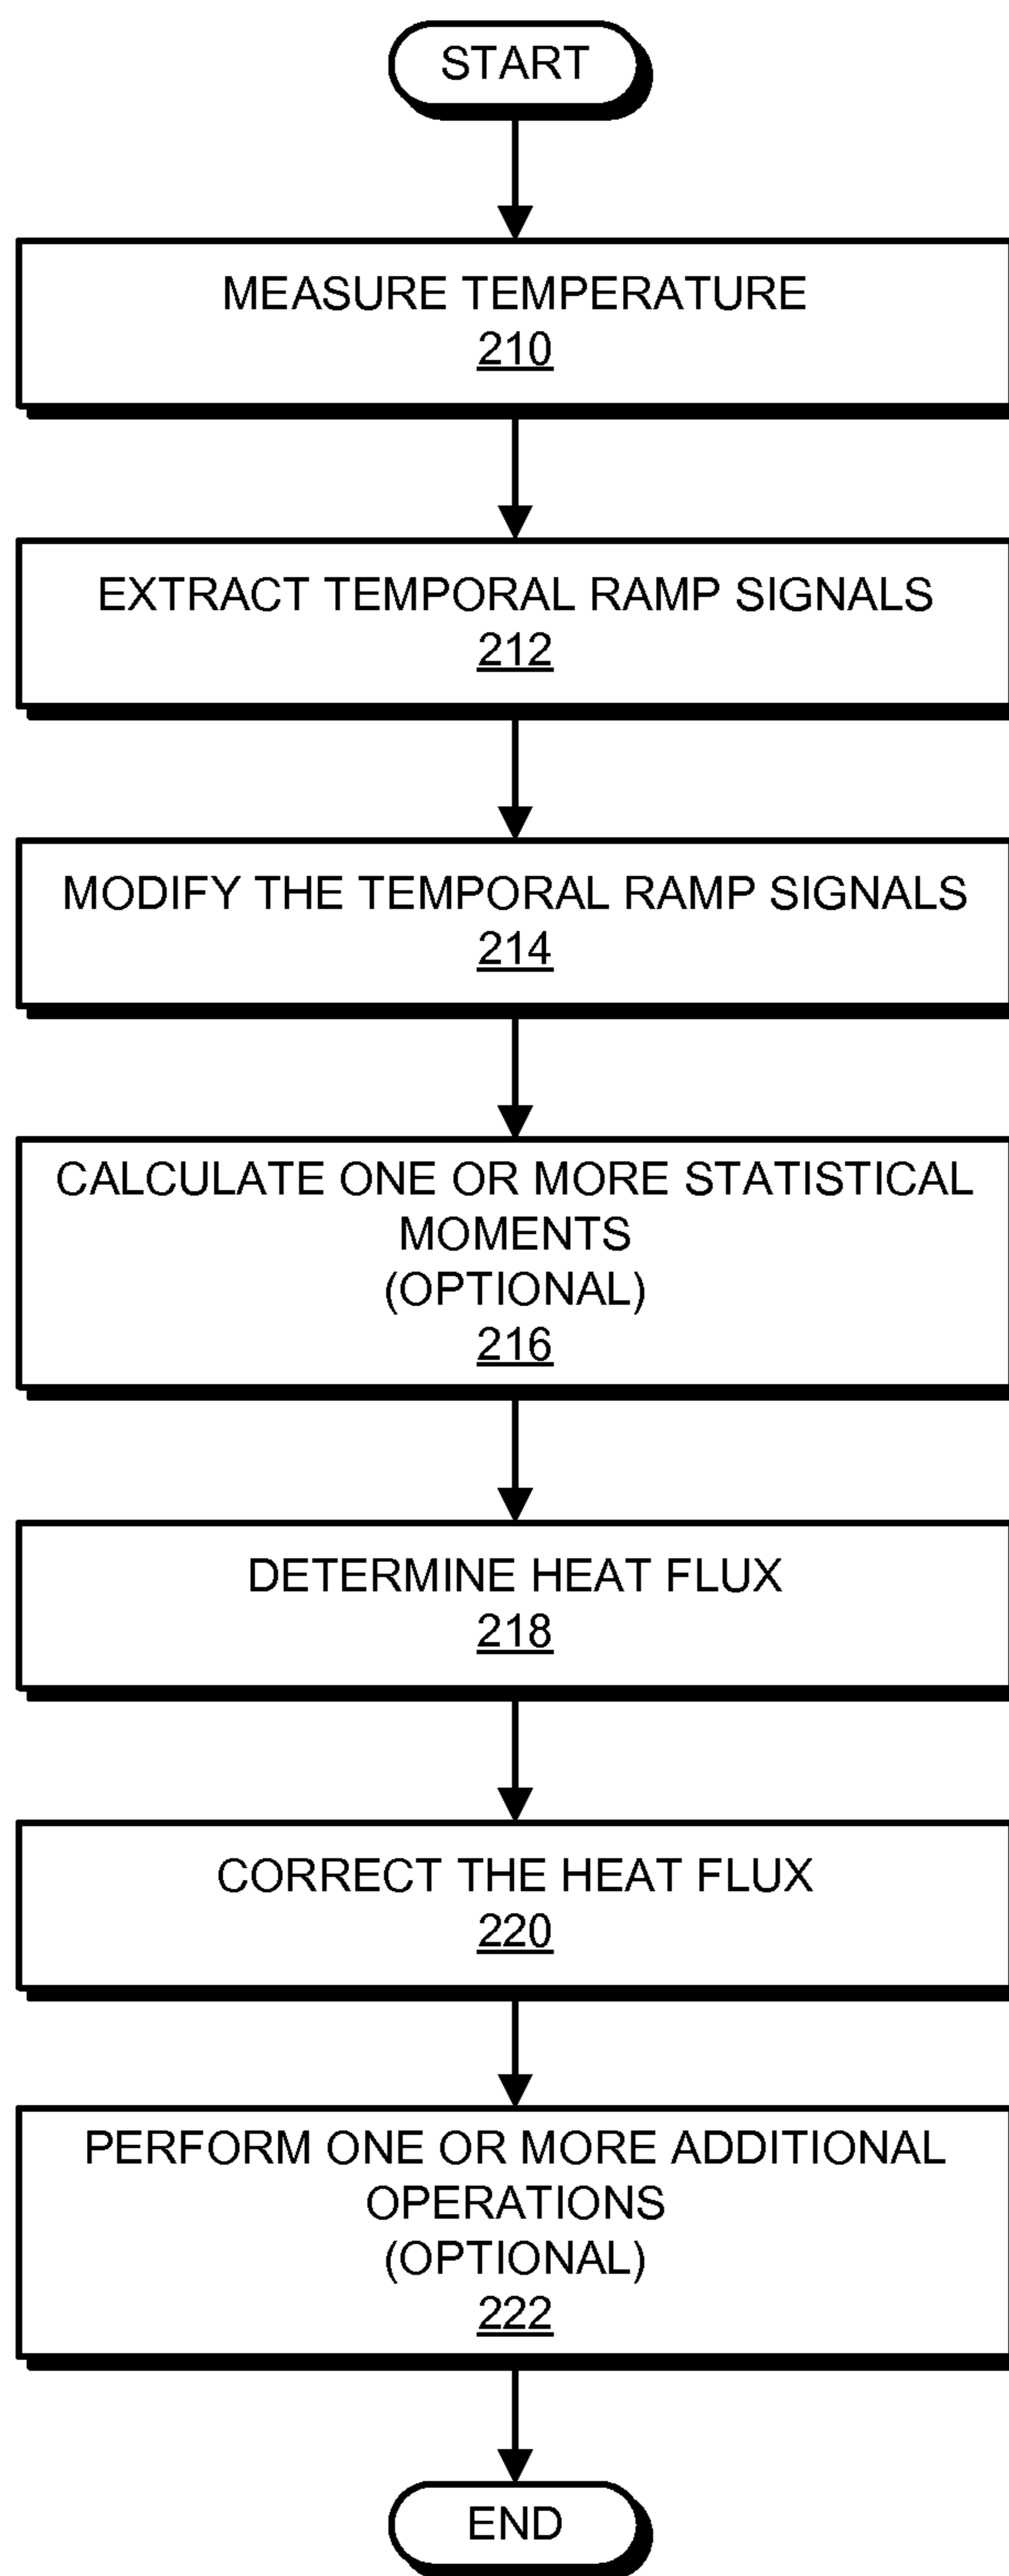 START
MEASURE TEMPERATURE
210
EXTRACT TEMPORAL RAMP SIGNALS
212
MODIFY THE TEMPORAL RAMP SIGNALS
214
CALCULATE ONE OR MORE STATISTICAL
MOMENTS
(OPTIONAL)
216
DETERMINE HEAT FLUX
218
CORRECT THE HEAT FLUX
220
PERFORM ONE OR MORE ADDITIONAL
OPERATIONS
(OPTIONAL)
222
END